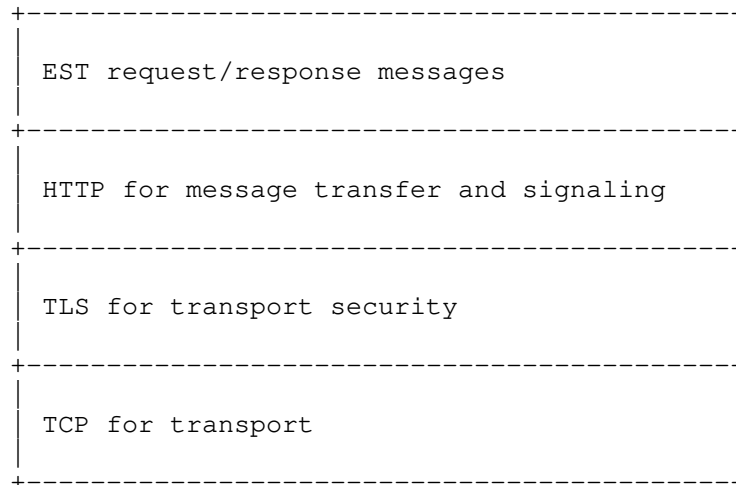 EST request/response messages
HTTP for message transfer and signaling
TLS for transport security
TCP for transport